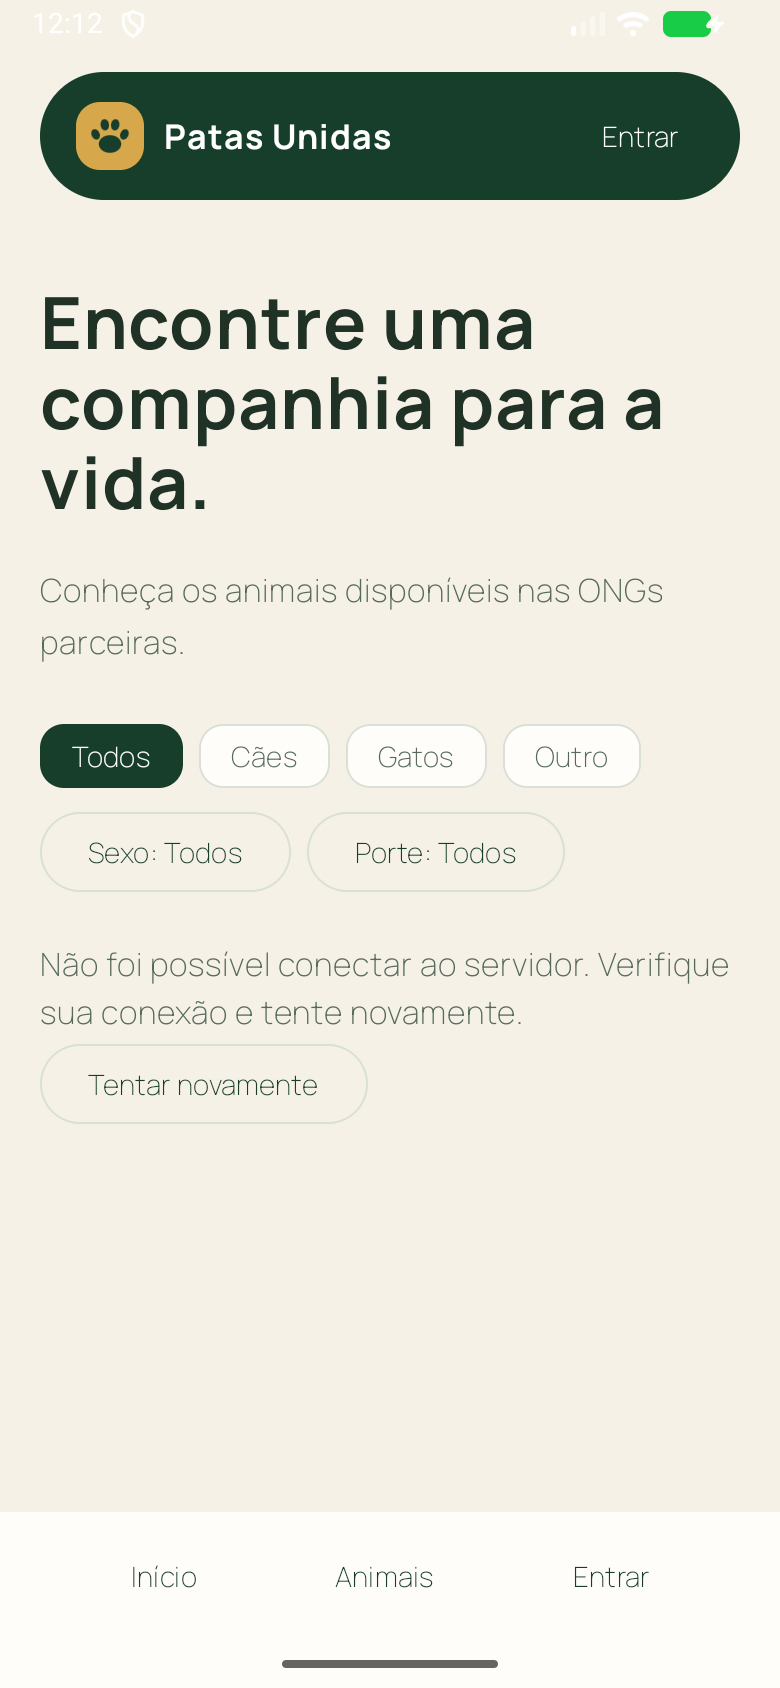 12:12
Patas Unidas
Entrar
Encontre uma
companhia para a
vida.
Conheça os animais disponíveis nas ONGs
parceiras.
Todos
Cães
Gatos
Outro
Sexo: Todos
Porte: Todos
Não foi possível conectar ao servidor. Verifique
sua conexão e tente novamente.
Tentar novamente
Início
Animais
Entrar